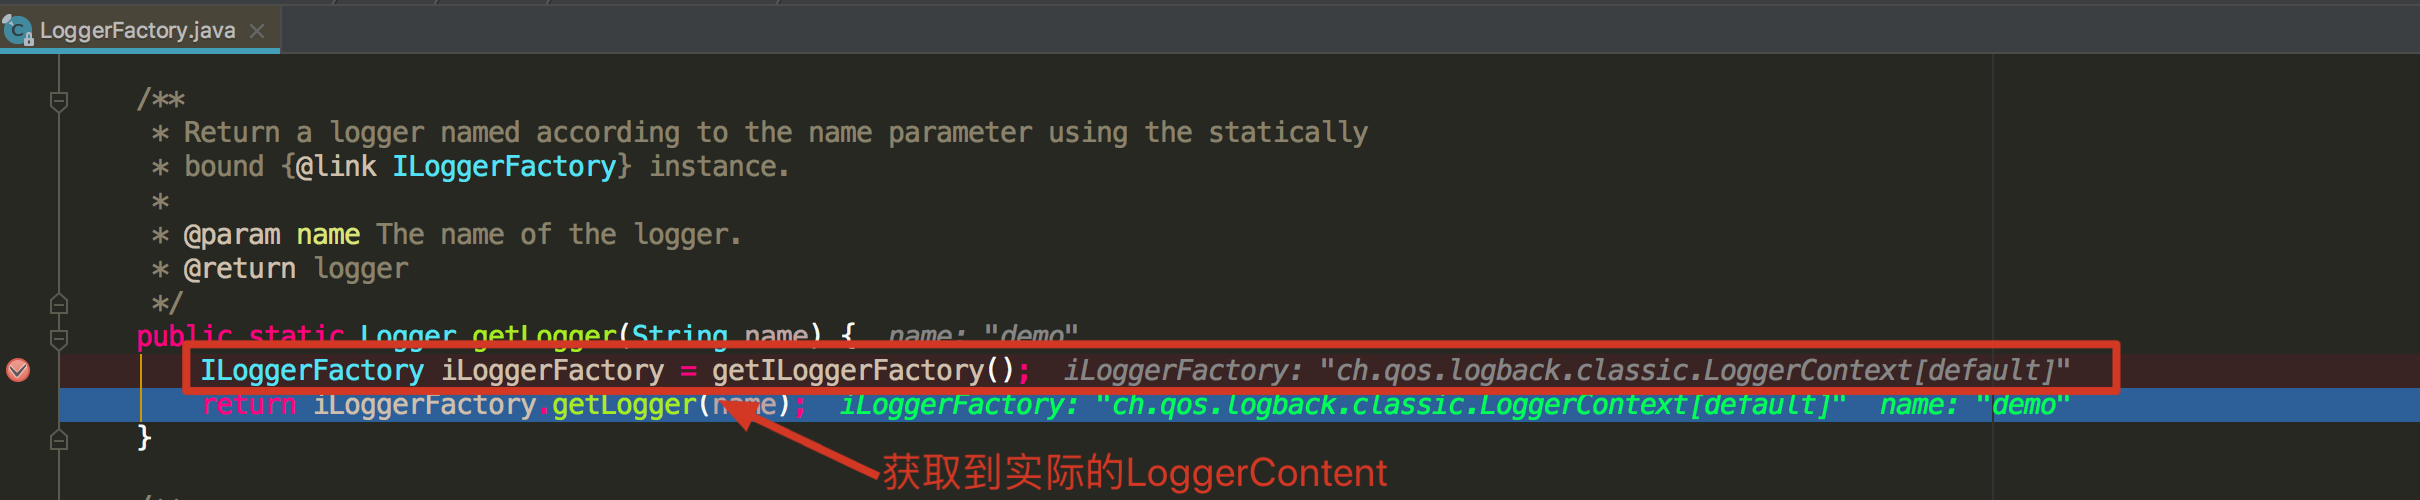 LoggerFactory.java
/**
* Return a logger named according to the name parameter using the statically
* bound {@link ILoggerFactory} instance.
*
* @param name The name of the logger.
* @return logger
*/
public static Logger getLogger(String name) { name: "demo"
ILoggerFactory iLoggerFactory = getILoggerFactory(); iLoggerFactory: "ch.qos.logback.classic.LoggerContext[default]"
return iLoggerFactory.getLogger(name); iLoggerFactory: "ch.qos.logback.classic.LoggerContext[default]" name: "demo"
}
获取到实际的LoggerContent